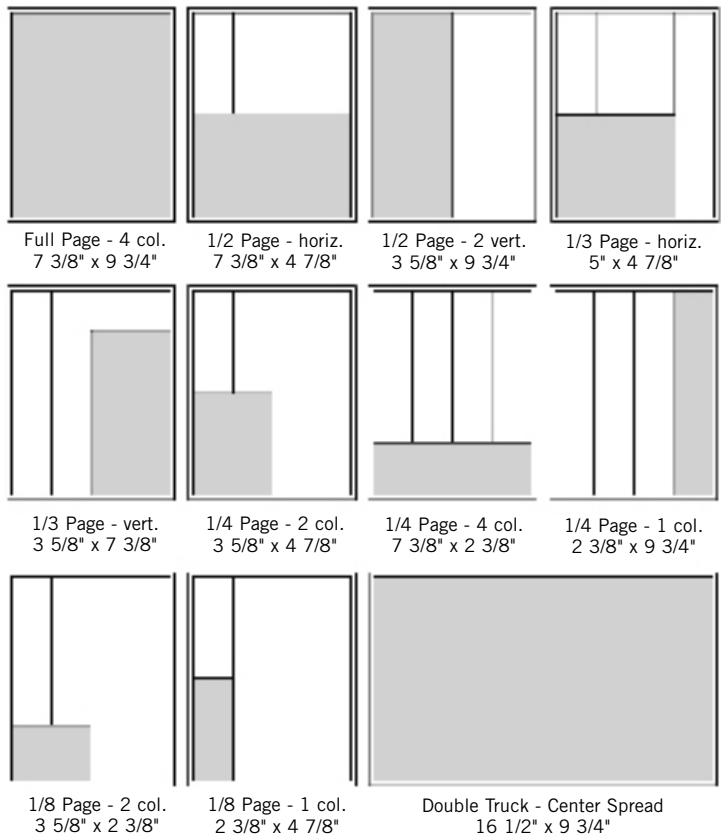 Full Page - 4 col.
7 3/8" x 9 3/4"
1/2 Page - horiz.
7 3/8" x 4 7/8"
1/2 Page - 2 vert.
3 5/8" x 9 3/4"
1/3 Page - horiz.
5" x 4 7/8"
1/3 Page - vert.
3 5/8" x 7 3/8"
1/4 Page - 2 col.
3 5/8" x 4 7/8"
1/4 Page - 4 col.
7 3/8" x 2 3/8"
1/4 Page - 1 col.
2 3/8" x 9 3/4"
1/8 Page - 2 col.
3 5/8" x 2 3/8"
1/8 Page - 1 col.
2 3/8" x 4 7/8"
Double Truck - Center Spread
16 1/2" x 9 3/4"